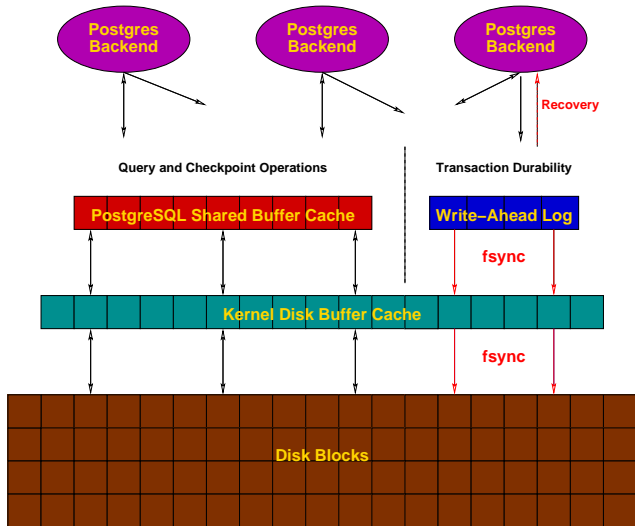 Postgres
Backend
Postgres
Backend
Postgres
Backend
Recovery
Query and Checkpoint Operations
Transaction Durability
PostgreSQL Shared Buffer Cache
Write−Ahead Log
fsync
Kernel Disk Buffer Cache
fsync
Disk Blocks